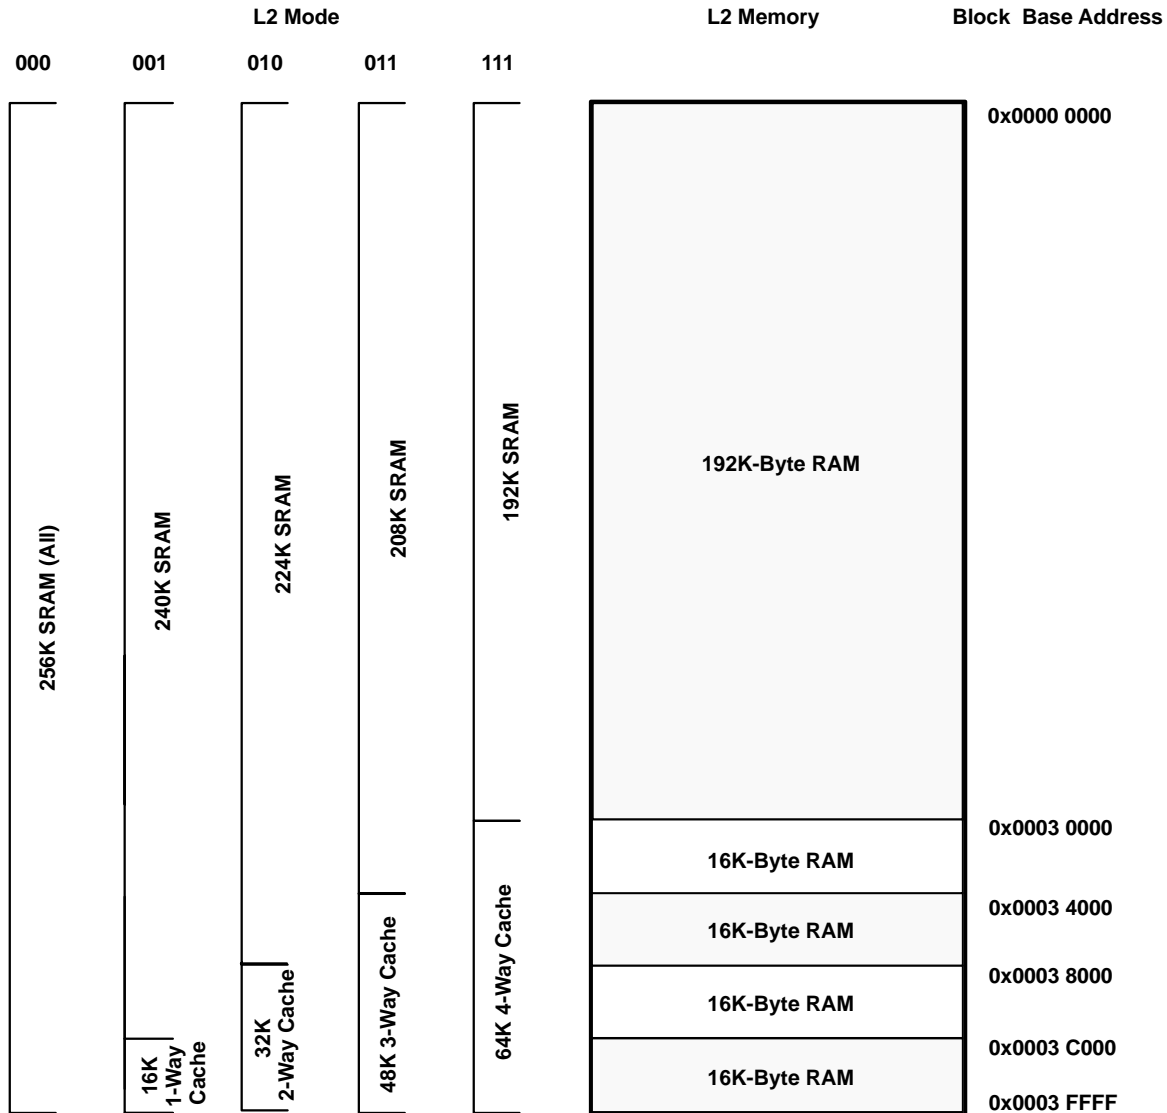 L2 Mode L2 Memory Block Base Address
000 001 010 011 111
0x0000 0000
256K SRAM (All)
240K SRAM
224K SRAM
208K SRAM
192K SRAM
192K-Byte RAM
0x0003 0000
16K-Byte RAM
0x0003 4000
16K-Byte RAM
0x0003 8000
16K-Byte RAM
0x0003 C000
16K-Byte RAM
0x0003 FFFF
16K
1-Way
Cache
32K
2-Way Cache
48K 3-Way Cache
64K 4-Way Cache